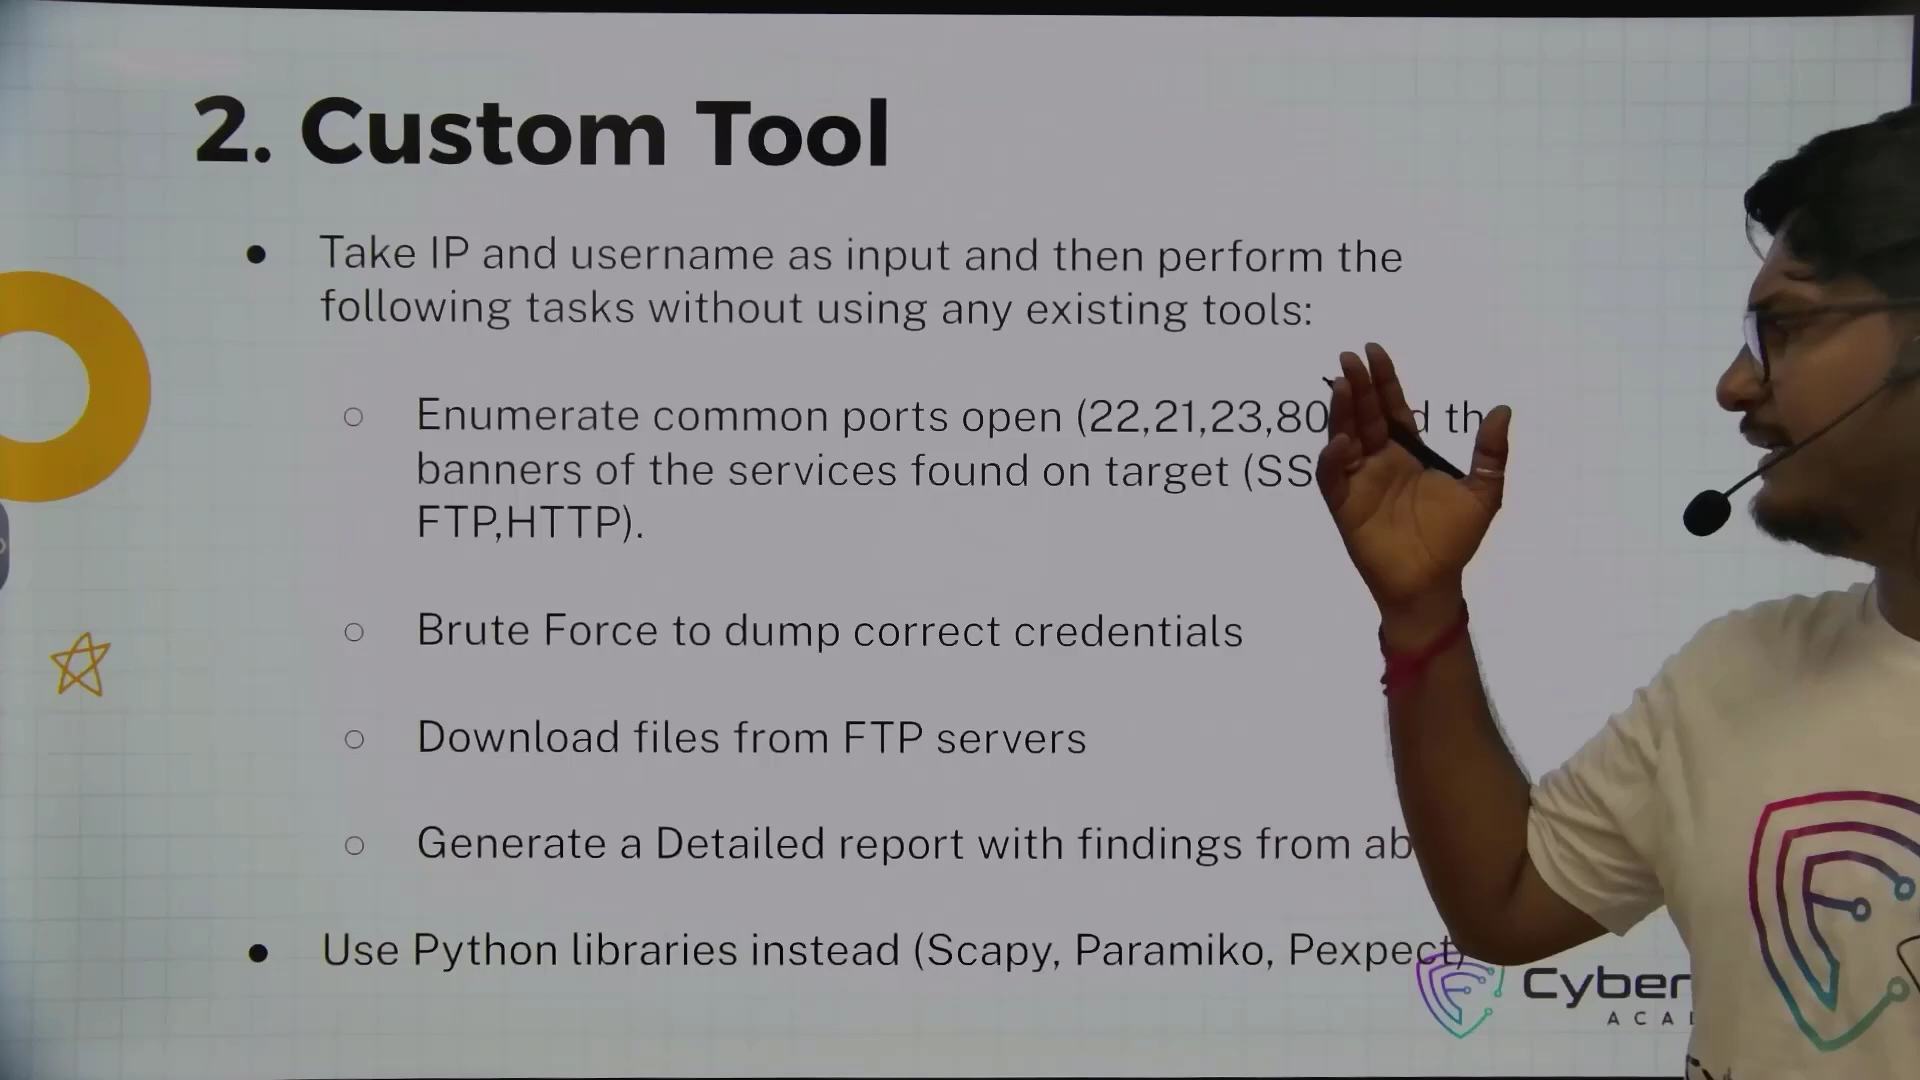 2. Custom Tool
● Take IP and username as input and then perform the
following tasks without using any existing tools:
○ Enumerate common ports open (22,21,23,80
banners of the services found on target
FTP,HTTP).
○ Brute Force to dump correct credentials
○ Download files from FTP servers
○ Generate a Detailed report with findings from
● Use Python libraries instead (Scapy, Paramiko, Pexpect)
Cyber